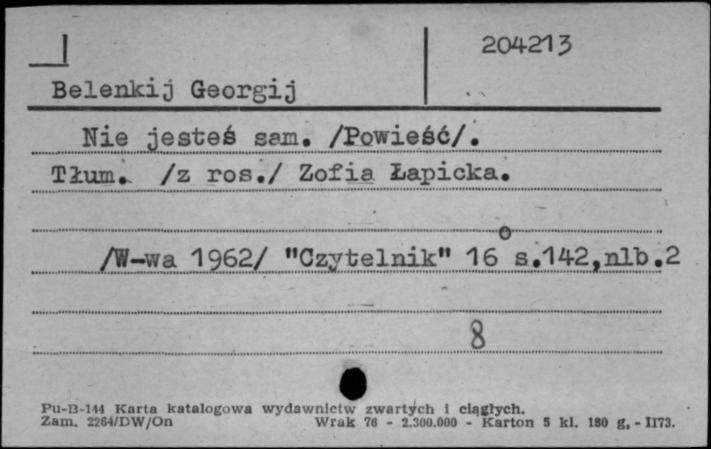 204213
Belenkij Georgij
Nie jesteś sam. /Powieść/.
Tłum. /z ros./ Zofia Łapicka.
/W-wa 1962/ "Czytelnik" 16° s.142,nlb.2
8
Pu-B-144 Karta katalogowa wydawnictw zwartych i ciągłych.
Zam. 2264/DW/On Wrak 76 - 2.300.000 - Karton 5 kl. 180 g, - II73.